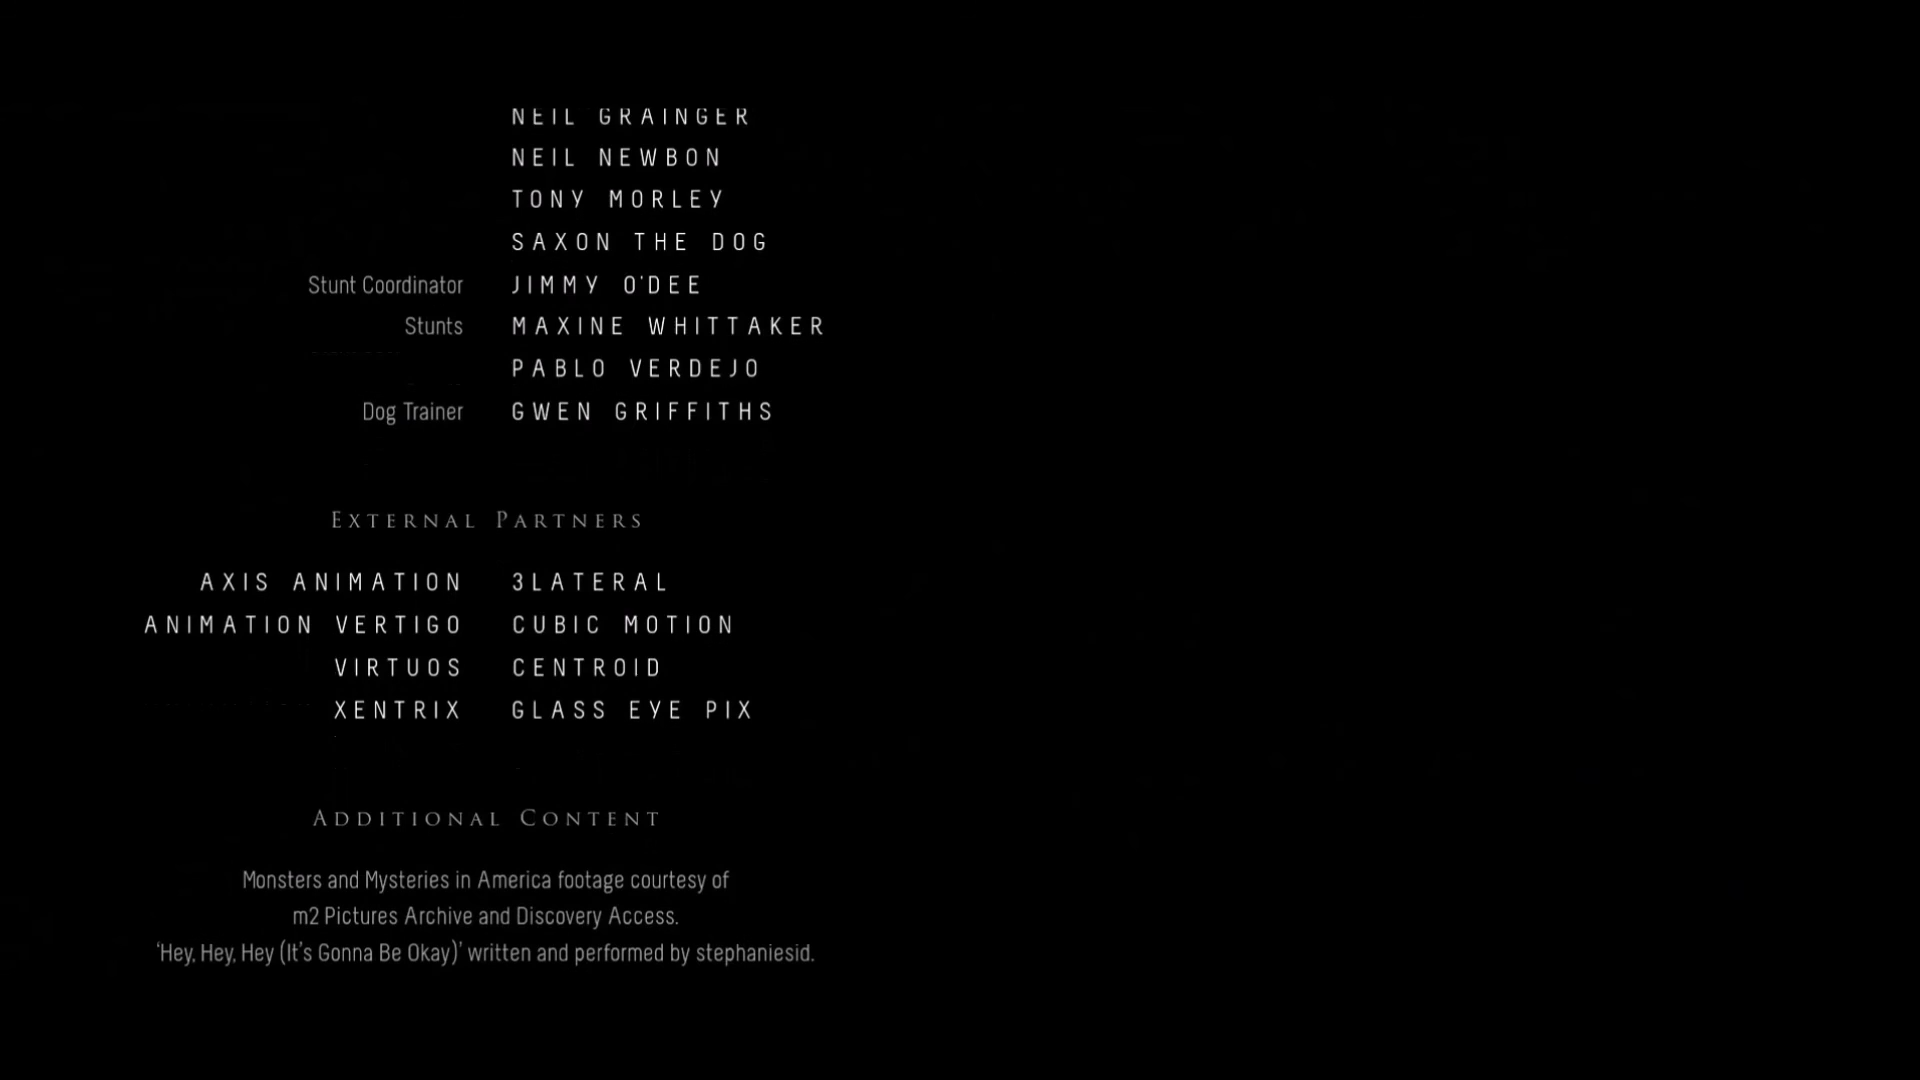 NEIL GRAINGER
NEIL NEWBON
TONY MORLEY
SAXON THE DOG
Stunt Coordinator JIMMY O'DEE
Stunts MAXINE WHITTAKER
PABLO VERDEJO
Dog Trainer GWEN GRIFFITHS
EXTERNAL PARTNERS
AXIS ANIMATION 3LATERAL
ANIMATION VERTIGO CUBIC MOTION
VIRTUOS CENTROID
XENTRIX GLASS EYE PIX
ADDITIONAL CONTENT
Monsters and Mysteries in America footage courtesy of
m2 Pictures Archive and Discovery Access.
‘Hey, Hey, Hey (It’s Gonna Be Okay)’ written and performed by stephaniesid.